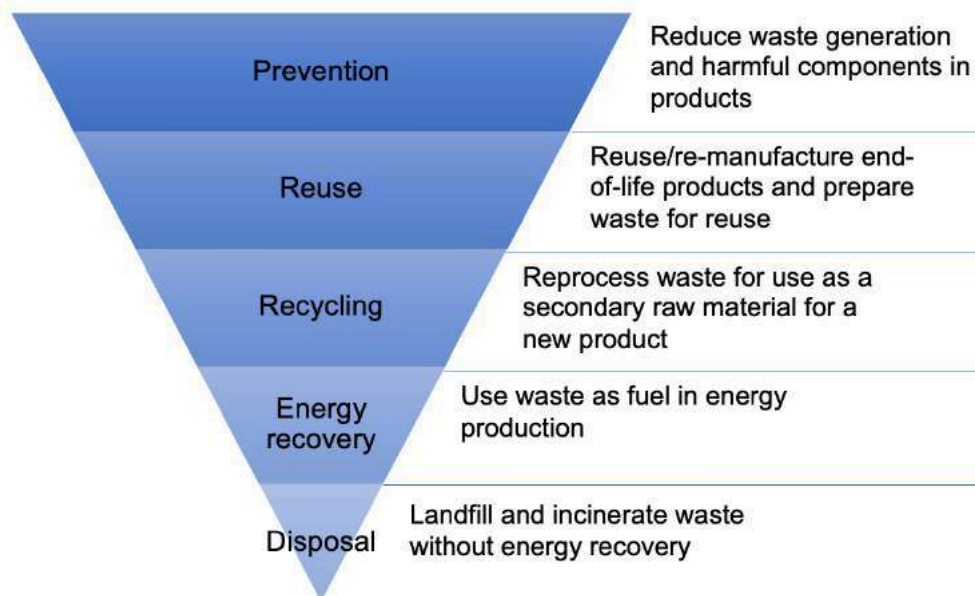 Prevention
Reduce waste generation
and harmful components in
products
Reuse
Reuse/re-manufacture end-
of-life products and prepare
waste for reuse
Recycling
Reprocess waste for use as a
secondary raw material for a
new product
Energy
recovery
Use waste as fuel in energy
production
Disposal
Landfill and incinerate waste
without energy recovery